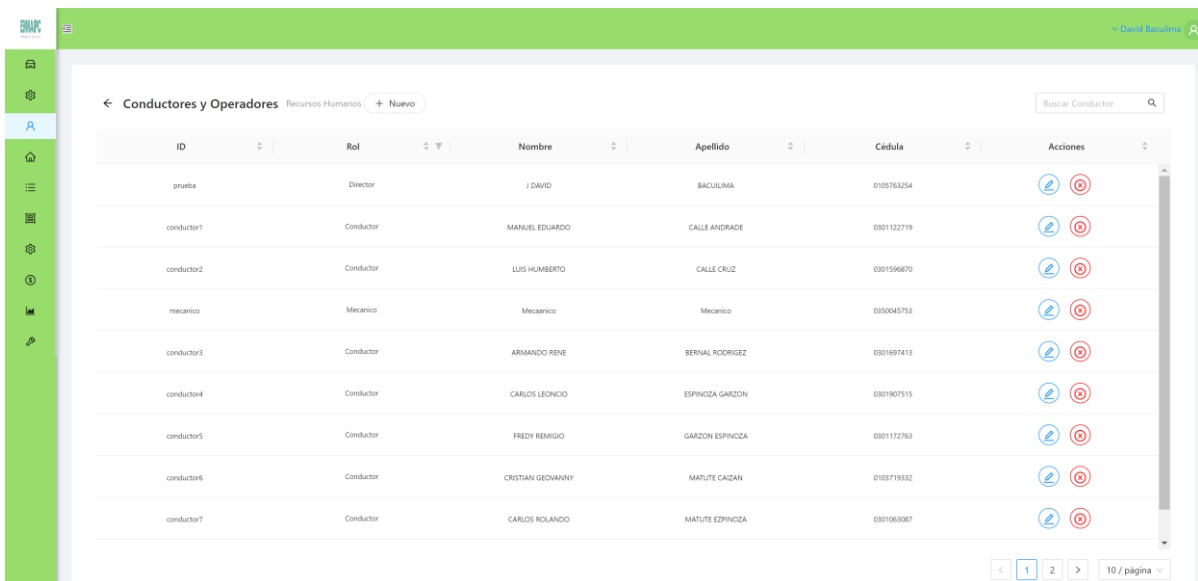 EMMAIPC
David Baculima
Conductores y Operadores Recursos Humanos + Nuevo
Buscar Conductor
ID Rol Nombre Apellido Cédula Acciones
prueba Director J DAVID BACUILIMA 0105763254
conductor1 Conductor MANUEL EDUARDO CALLE ANDRADE 0301122719
conductor2 Conductor LUIS HUMBERTO CALLE CRUZ 0301596870
mecanico Mecanico Mecaanico Mecanico 0350045753
conductor3 Conductor ARMANDO RENE BERNAL RODRIGEZ 0301697413
conductor4 Conductor CARLOS LEONCIO ESPINOZA GARZON 0301907515
conductor5 Conductor FREDY REMIGIO GARZON ESPINOZA 0301172763
conductor6 Conductor CRISTIAN GEOVANNY MATUTE CAIZAN 0103719332
conductor7 Conductor CARLOS ROLANDO MATUTE EZPINOZA 0301063087
< 1 2 > 10 / página